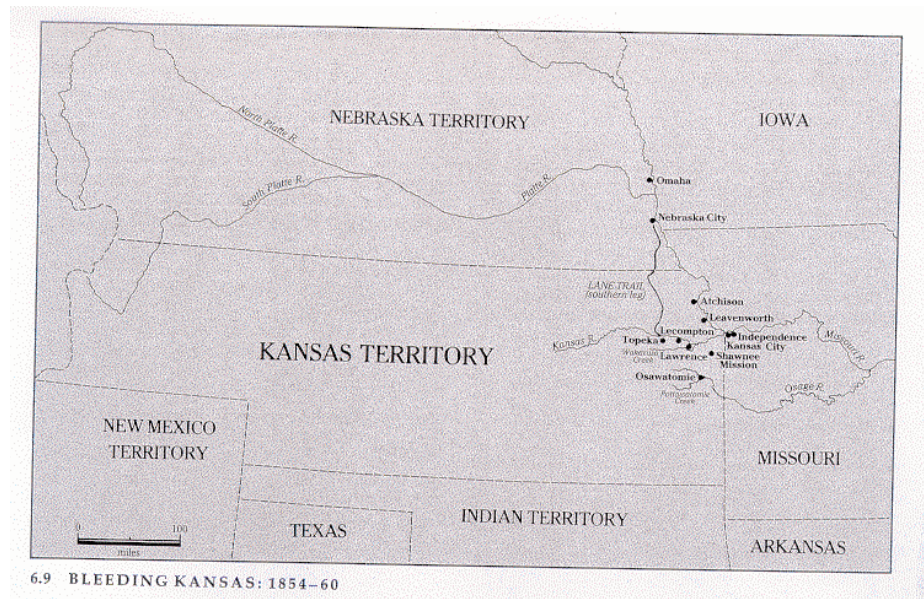 North Platte R.
NEBRASKA TERRITORY
IOWA
South Platte R.
Platte R.
Omaha
Nebraska City
LANE TRAIL
(southern leg)
Atchison
Leavenworth
Lecompton
Independence
Kansas City
Topeka
Kansas R.
Lawrence
Shawnee
Mission
Missouri R.
KANSAS TERRITORY
Creek
Osawatomie
Osage R.
Creek
NEW MEXICO
TERRITORY
MISSOURI
TEXAS
INDIAN TERRITORY
ARKANSAS
0 100
miles
6.9 BLEEDING KANSAS: 1854–60